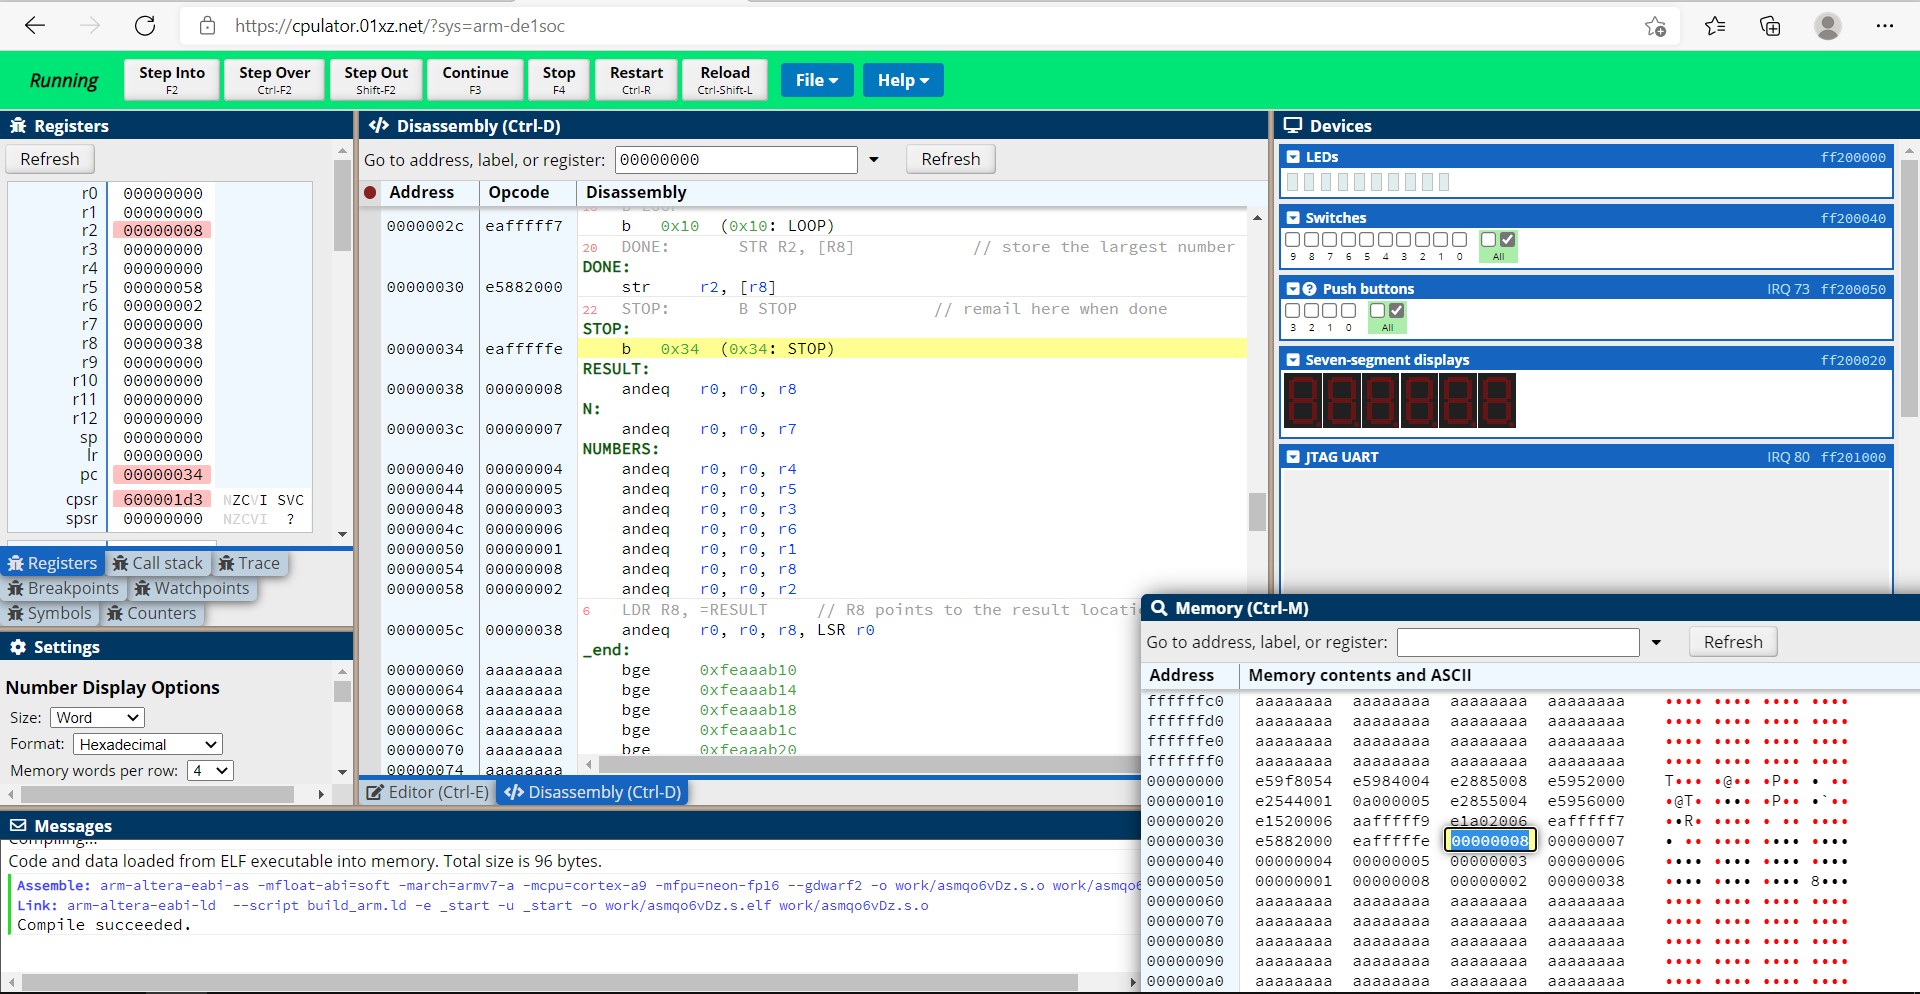 https://cpulator.01xz.net/?sys=arm-de1soc
Running
Step Into
F2
Step Over
Ctrl-F2
Step Out
Shift-F2
Continue
F3
Stop
F4
Restart
Ctrl-R
Reload
Ctrl-Shift-L
File
Help
Registers
Refresh
r0 00000000
r1 00000000
r2 00000008
r3 00000000
r4 00000000
r5 00000058
r6 00000002
r7 00000000
r8 00000038
r9 00000000
r10 00000000
r11 00000000
r12 00000000
sp 00000000
lr 00000000
pc 00000034
cpsr 600001d3 NZCVI SVC
spsr 00000000 NZCVI ?
Registers Call stack Trace
Breakpoints Watchpoints
Symbols Counters
Settings
Number Display Options
Size: Word
Format: Hexadecimal
Memory words per row: 4
Disassembly (Ctrl-D)
Go to address, label, or register: 00000000 Refresh
Address Opcode Disassembly
0000002c eafffff7 b 0x10 (0x10: LOOP)
20 DONE: STR R2, [R8] // store the largest number
DONE:
00000030 e5882000 str r2, [r8]
22 STOP: B STOP // remail here when done
STOP:
00000034 eafffffe b 0x34 (0x34: STOP)
RESULT:
00000038 00000008 andeq r0, r0, r8
N:
0000003c 00000007 andeq r0, r0, r7
NUMBERS:
00000040 00000004 andeq r0, r0, r4
00000044 00000005 andeq r0, r0, r5
00000048 00000003 andeq r0, r0, r3
0000004c 00000006 andeq r0, r0, r6
00000050 00000001 andeq r0, r0, r1
00000054 00000008 andeq r0, r0, r8
00000058 00000002 andeq r0, r0, r2
6 LDR R8, =RESULT // R8 points to the result locati
0000005c 00000038 andeq r0, r0, r8, LSR r0
_end:
00000060 aaaaaaaa bge 0xfeaaab10
00000064 aaaaaaaa bge 0xfeaaab14
00000068 aaaaaaaa bge 0xfeaaab18
0000006c aaaaaaaa bge 0xfeaaab1c
00000070 aaaaaaaa bge 0xfeaaab20
00000074 aaaaaaaa
Editor (Ctrl-E) Disassembly (Ctrl-D)
Messages
Compiling...
Code and data loaded from ELF executable into memory. Total size is 96 bytes.
Assemble: arm-altera-eabi-as -mfloat-abi=soft -march=armv7-a -mcpu=cortex-a9 -mfpu=neon-fp16 --gdwarf2 -o work/asmqo6vDz.s.o work/asmqo6
Link: arm-altera-eabi-ld --script build_arm.ld -e _start -u _start -o work/asmqo6vDz.s.elf work/asmqo6vDz.s.o
Compile succeeded.
Devices
LEDs ff200000
Switches ff200040
9 8 7 6 5 4 3 2 1 0 All
Push buttons IRQ 73 ff200050
3 2 1 0 All
Seven-segment displays ff200020
JTAG UART IRQ 80 ff201000
Memory (Ctrl-M)
Go to address, label, or register: Refresh
Address Memory contents and ASCII
ffffffc0 aaaaaaaa aaaaaaaa aaaaaaaa aaaaaaaa •••• •••• •••• ••••
ffffffd0 aaaaaaaa aaaaaaaa aaaaaaaa aaaaaaaa •••• •••• •••• ••••
ffffffe0 aaaaaaaa aaaaaaaa aaaaaaaa aaaaaaaa •••• •••• •••• ••••
fffffff0 aaaaaaaa aaaaaaaa aaaaaaaa aaaaaaaa •••• •••• •••• ••••
00000000 e59f8054 e5984004 e2885008 e5952000 T••• •@•• •P•• • ••
00000010 e2544001 0a000005 e2855004 e5956000 •@T• •••• •P•• •`••
00000020 e1520006 aafffff9 e1a02006 eafffff7 ••R• •••• • •• ••••
00000030 e5882000 eafffffe 00000008 00000007 • •• •••• •••• ••••
00000040 00000004 00000005 00000003 00000006 •••• •••• •••• ••••
00000050 00000001 00000008 00000002 00000038 •••• •••• •••• 8•••
00000060 aaaaaaaa aaaaaaaa aaaaaaaa aaaaaaaa •••• •••• •••• ••••
00000070 aaaaaaaa aaaaaaaa aaaaaaaa aaaaaaaa •••• •••• •••• ••••
00000080 aaaaaaaa aaaaaaaa aaaaaaaa aaaaaaaa •••• •••• •••• ••••
00000090 aaaaaaaa aaaaaaaa aaaaaaaa aaaaaaaa •••• •••• •••• ••••
000000a0 aaaaaaaa aaaaaaaa aaaaaaaa aaaaaaaa •••• •••• •••• ••••